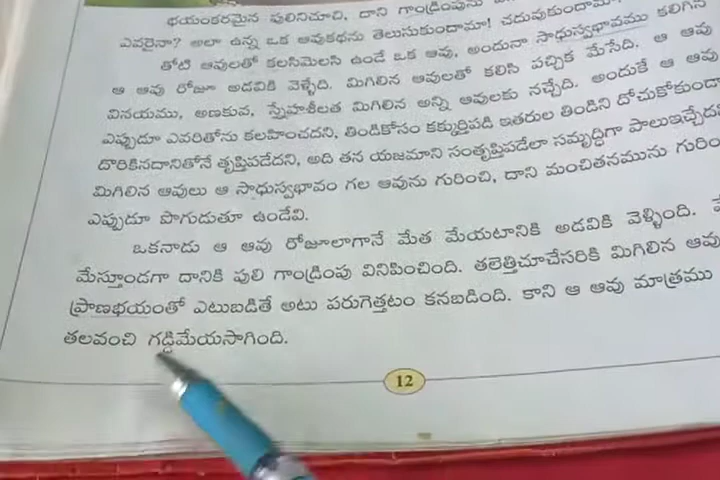 భయంకరమైన పులినిచూచి, దాని గాండ్రింపును
ఎవరైనా? అలా ఉన్న ఒక ఆవుకథను తెలుసుకుందామా! చదువుకుందామా!
తోటి ఆవులతో కలసిమెలసి ఉండే ఒక ఆవు, అందునా సాధుస్వభావము కలిగిన
ఆ ఆవు రోజూ అడవికి వెళ్ళేది. మిగిలిన ఆవులతో కలిసి పచ్చిక మేసేది. ఆ ఆవు
వినయము, అణకువ, స్నేహశీలత మిగిలిన అన్ని ఆవులకు నచ్చేది. అందుకే ఆ ఆవు
ఎప్పుడూ ఎవరితోను కలహించదని, తిండికోసం కక్కుర్తిపడి ఇతరుల తిండిని దోచుకోకుండా
దొరికినదానితోనే తృప్తిపడేదని, అది తన యజమాని సంతృప్తిపడేలా సమృద్ధిగా పాలుఇచ్చేదని
మిగిలిన ఆవులు ఆ సాధుస్వభావం గల ఆవును గురించి, దాని మంచితనమును గురించి
ఎప్పుడూ పొగుడుతూ ఉండేవి.
ఒకనాడు ఆ ఆవు రోజూలాగానే మేత మేయటానికి అడవికి వెళ్ళింది.
మేస్తూండగా దానికి పులి గాండ్రింపు వినిపించింది. తలెత్తిచూచేసరికి మిగిలిన ఆవు
ప్రాణభయంతో ఎటుబడితే అటు పరుగెత్తటం కనబడింది. కాని ఆ ఆవు మాత్రము
తలవంచి గడ్డిమేయసాగింది.
12